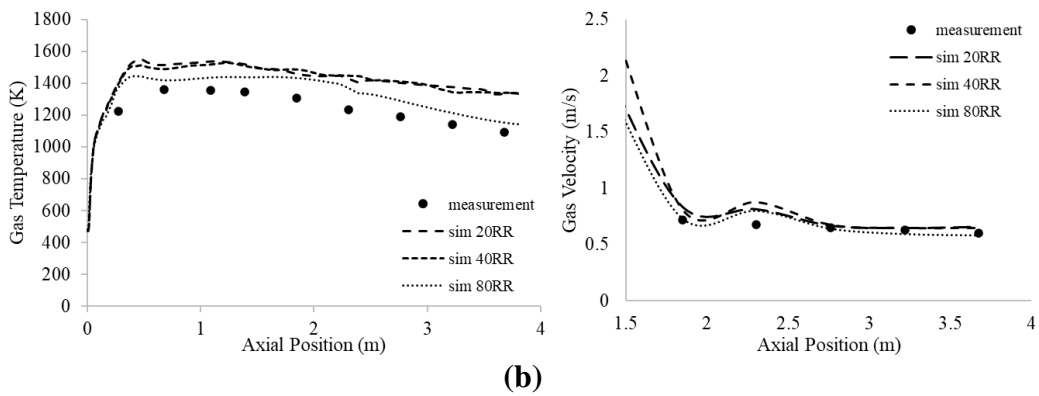 1800
1600
1400
1200
1000
800
600
400
200
0
Gas Temperature (K)
measurement
sim 20RR
sim 40RR
sim 80RR
0
1
2
3
4
Axial Position (m)
2.5
2
1.5
1
0.5
0
Gas Velocity (m/s)
measurement
sim 20RR
sim 40RR
sim 80RR
1.5
2
2.5
3
3.5
4
Axial Position (m)
(b)